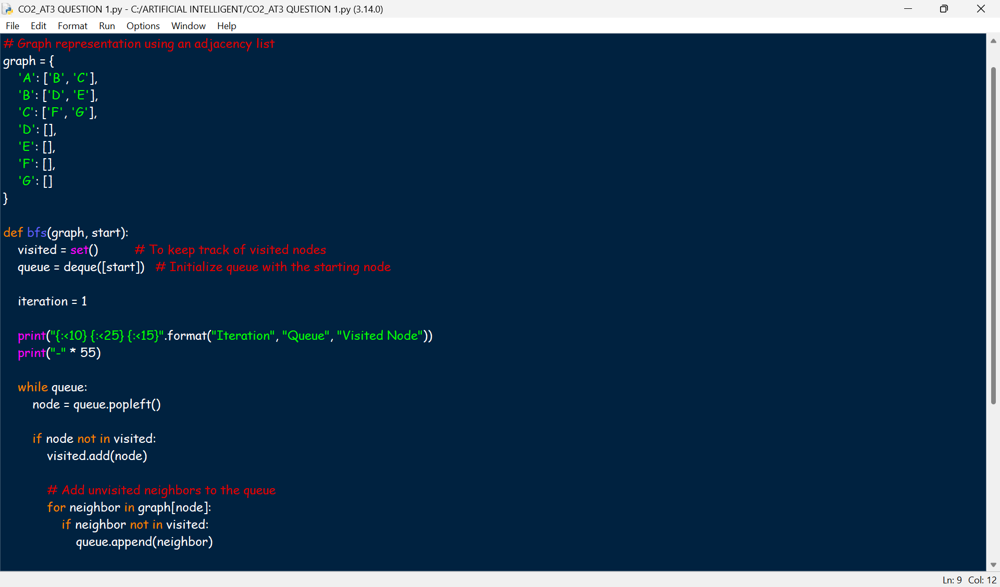 CO2_AT3 QUESTION 1.py - C:/ARTIFICIAL INTELLIGENT/CO2_AT3 QUESTION 1.py (3.14.0)
File Edit Format Run Options Window Help
# Graph representation using an adjacency list
graph = {
    'A': ['B', 'C'],
    'B': ['D', 'E'],
    'C': ['F', 'G'],
    'D': [],
    'E': [],
    'F': [],
    'G': []
}
def bfs(graph, start):
    visited = set()          # To keep track of visited nodes
    queue = deque([start])   # Initialize queue with the starting node
    iteration = 1
    print("{:<10} {:<25} {:<15}".format("Iteration", "Queue", "Visited Node"))
    print("-" * 55)
    while queue:
        node = queue.popleft()
        if node not in visited:
            visited.add(node)
            # Add unvisited neighbors to the queue
            for neighbor in graph[node]:
                if neighbor not in visited:
                    queue.append(neighbor)
Ln: 9 Col: 12